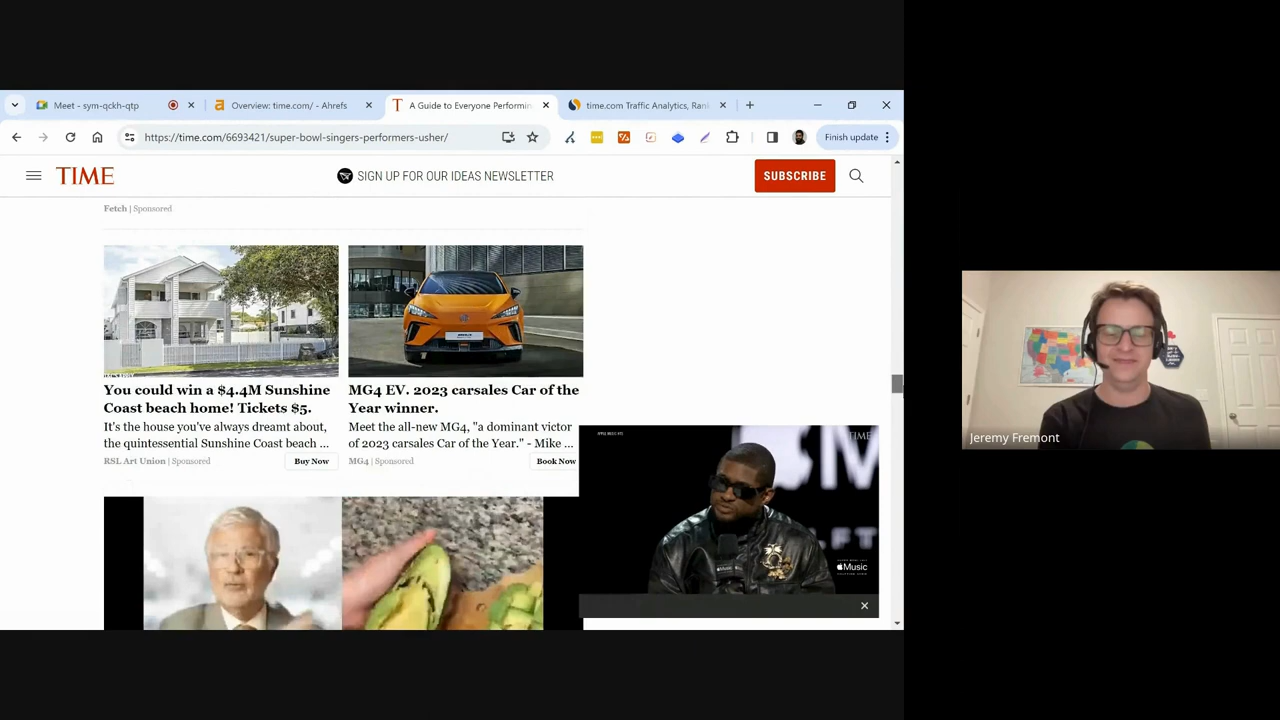 Meet - sym-qckh-qtp
Overview: time.com/ - Ahrefs
A Guide to Everyone Performin
time.com Traffic Analytics, Rank
https://time.com/6693421/super-bowl-singers-performers-usher/
Finish update
TIME
SIGN UP FOR OUR IDEAS NEWSLETTER
SUBSCRIBE
Fetch | Sponsored
You could win a $4.4M Sunshine
Coast beach home! Tickets $5.
It's the house you've always dreamt about,
the quintessential Sunshine Coast beach ...
RSL Art Union | Sponsored
Buy Now
MG4 EV. 2023 carsales Car of the
Year winner.
Meet the all-new MG4, "a dominant victor
of 2023 carsales Car of the Year." - Mike ...
MG4 | Sponsored
Book Now
TIME
Music
Jeremy Fremont